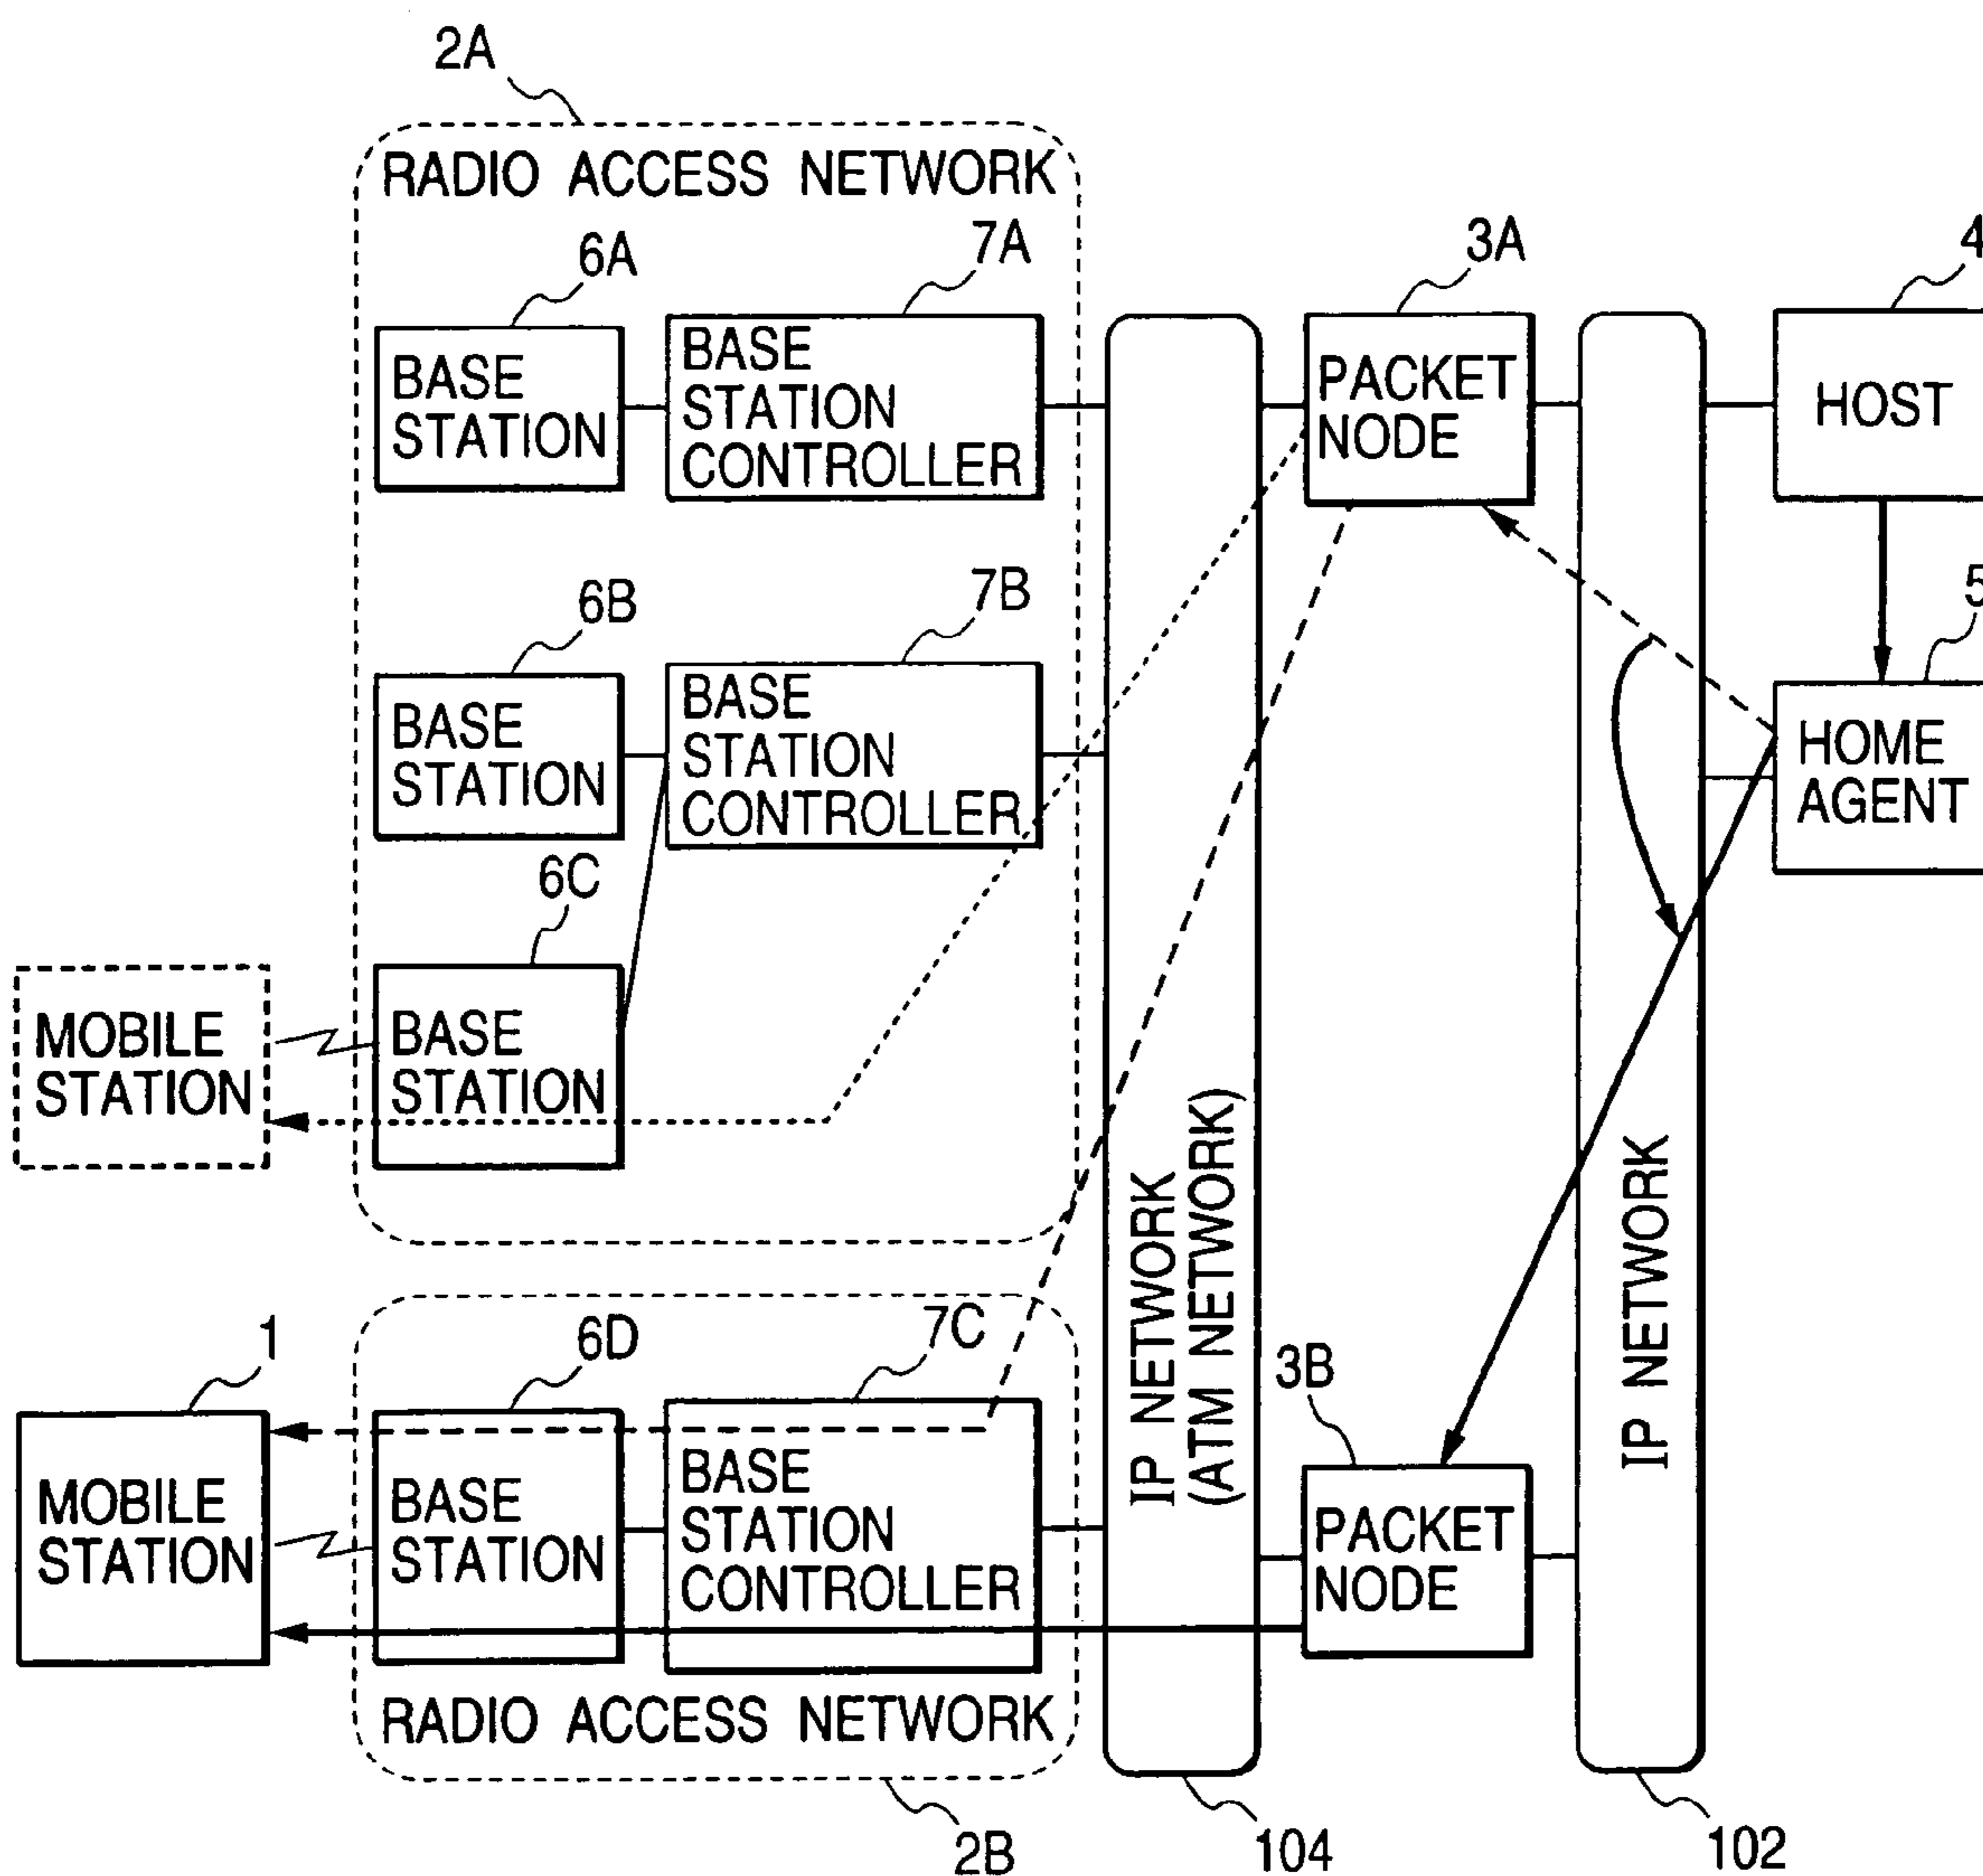 2A
RADIO ACCESS NETWORK
6A
7A
3A
4
BASE
STATION
BASE
STATION
CONTROLLER
PACKET
NODE
HOST
6B
7B
5
BASE
STATION
BASE
STATION
CONTROLLER
HOME
AGENT
6C
MOBILE
STATION
BASE
STATION
IP NETWORK
(ATM NETWORK)
IP NETWORK
1
6D
7C
3B
MOBILE
STATION
BASE
STATION
BASE
STATION
CONTROLLER
PACKET
NODE
RADIO ACCESS NETWORK
2B
104
102